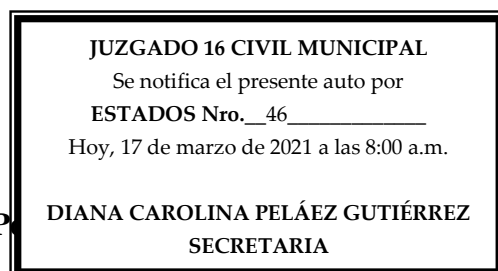 JUZGADO 16 CIVIL MUNICIPAL
Se notifica el presente auto por
ESTADOS Nro.__46_____________
Hoy, 17 de marzo de 2021 a las 8:00 a.m.
DIANA CAROLINA PELÁEZ GUTIÉRREZ
SECRETARIA